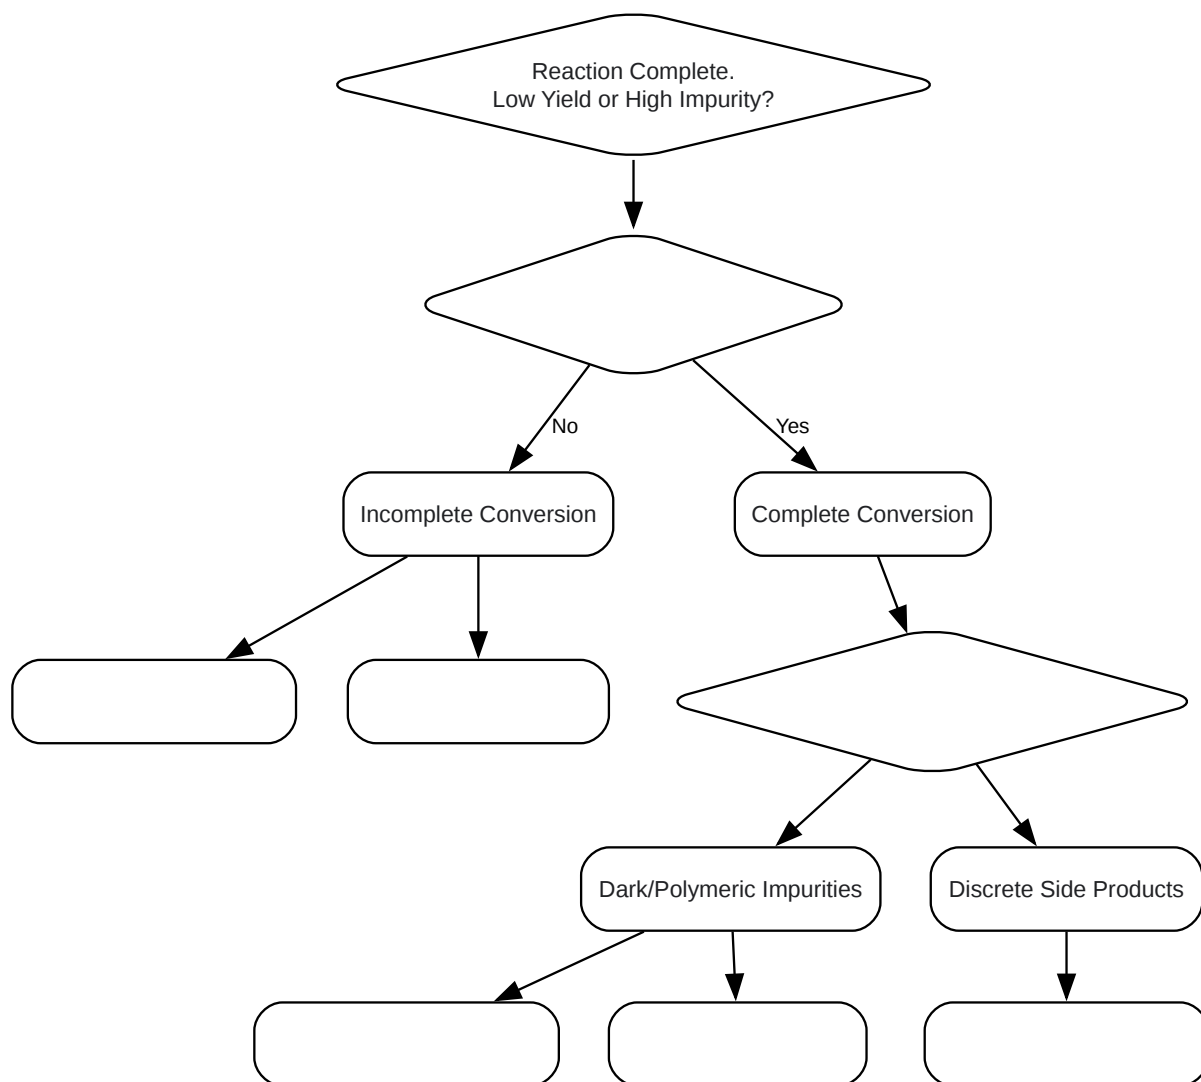 Reaction Complete.
Low Yield or High Impurity?
No
Yes
Incomplete Conversion
Complete Conversion
Dark/Polymeric Impurities
Discrete Side Products